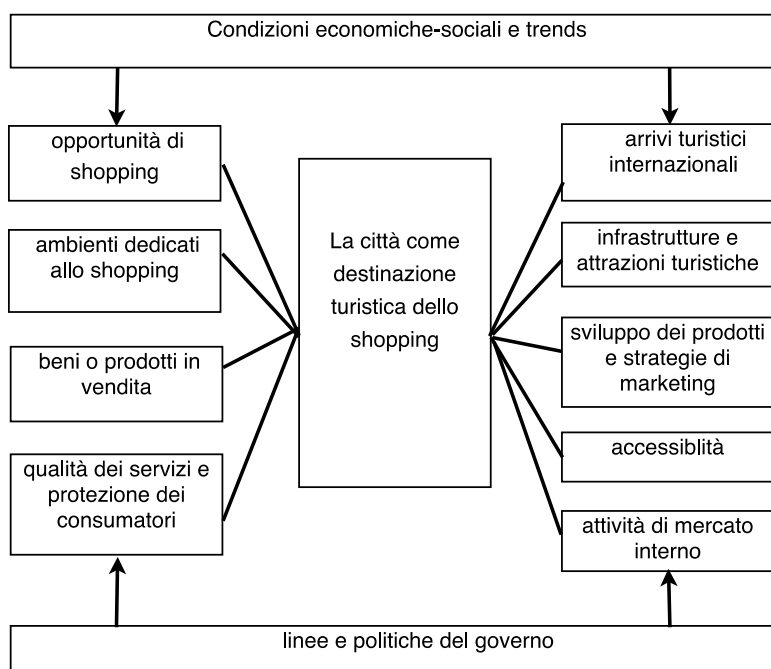 Condizioni economiche-sociali e trends
opportunità di
shopping
ambienti dedicati
allo shopping
beni o prodotti in
vendita
qualità dei servizi e
protezione dei
consumatori
La città come
destinazione
turistica dello
shopping
arrivi turistici
internazionali
infrastrutture e
attrazioni turistiche
sviluppo dei prodotti
e strategie di
marketing
accessiblità
attività di mercato
interno
linee e politiche del governo